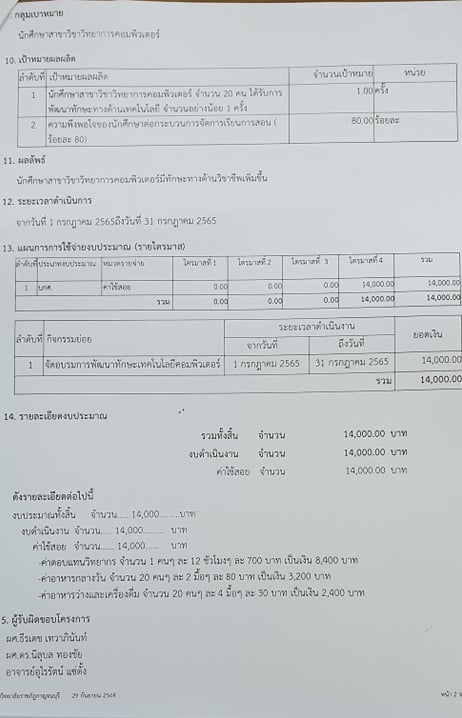 กลุ่มเป้าหมาย
นักศึกษาสาขาวิชาวิทยาการคอมพิวเตอร์
10. เป้าหมายผลผลิต
ลำดับที่ เป้าหมายผลผลิต จำนวนเป้าหมาย หน่วย
1 นักศึกษาสาขาวิชาวิทยาการคอมพิวเตอร์ จำนวน 20 คน ได้รับการ 1.00 ครั้ง
พัฒนาทักษะทางด้านเทคโนโลยี จำนวนอย่างน้อย 1 ครั้ง
2 ความพึงพอใจของนักศึกษาต่อกระบวนการจัดการเรียนการสอน ( 80.00 ร้อยละ
ร้อยละ 80)
11. ผลลัพธ์
นักศึกษาสาขาวิชาวิทยาการคอมพิวเตอร์มีทักษะทางด้านวิชาชีพเพิ่มขึ้น
12. ระยะเวลาดำเนินการ
จากวันที่ 1 กรกฎาคม 2565ถึงวันที่ 31 กรกฎาคม 2565
13. แผนการการใช้จ่ายงบประมาณ (รายไตรมาส)
ลำดับที่ ประเภทงบประมาณ หมวดรายจ่าย ไตรมาสที่ 1 ไตรมาสที่ 2 ไตรมาสที่ 3 ไตรมาสที่ 4 รวม
1 บกศ ค่าใช้สอย 0.00 0.00 0.00 14,000.00 14,000.00
รวม 0.00 0.00 0.00 14,000.00 14,000.00
ลำดับที่ กิจกรรมย่อย ระยะเวลาดำเนินงาน ยอดเงิน
จากวันที่ ถึงวันที่
1 จัดอบรมการพัฒนาทักษะเทคโนโลยีคอมพิวเตอร์ 1 กรกฎาคม 2565 31 กรกฎาคม 2565 14,000.00
รวม 14,000.00
14. รายละเอียดงบประมาณ
รวมทั้งสิ้น จำนวน 14,000.00 บาท
งบดำเนินงาน จำนวน 14,000.00 บาท
ค่าใช้สอย จำนวน 14,000.00 บาท
ดังรายละเอียดต่อไปนี้
งบประมาณทั้งสิ้น จำนวน..... 14,000.........บาท
งบดำเนินงาน จำนวน..... 14,000......... บาท
ค่าใช้สอย จำนวน..... 14,000...... บาท
-ค่าตอบแทนวิทยากร จำนวน 1 คนๆ ละ 12 ชั่วโมงๆ ละ 700 บาท เป็นเงิน 8,400 บาท
-ค่าอาหารกลางวัน จำนวน 20 คนๆ ละ 2 มื้อๆ ละ 80 บาท เป็นเงิน 3,200 บาท
-ค่าอาหารว่างและเครื่องดื่ม จำนวน 20 คนๆ ละ 4 มื้อๆ ละ 30 บาท เป็นเงิน 2,400 บาท
5. ผู้รับผิดชอบโครงการ
ผศ.ธีรเดช เทวาภินันท์
ผศ.ดร.นิลุบล ทองชัย
อาจารย์อุไรรัตน์ แซ่ตั้ง
วิทยาลัยราชภัฏกาญจนบุรี 29 กันยายน 2564 หน้า 2